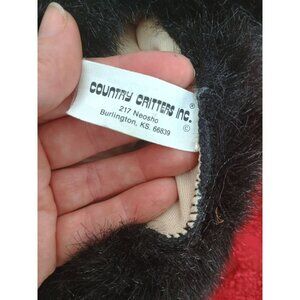 COUNTRY CRITTERS INC.®
217 Neosho
Burlington, KS. 66839
©